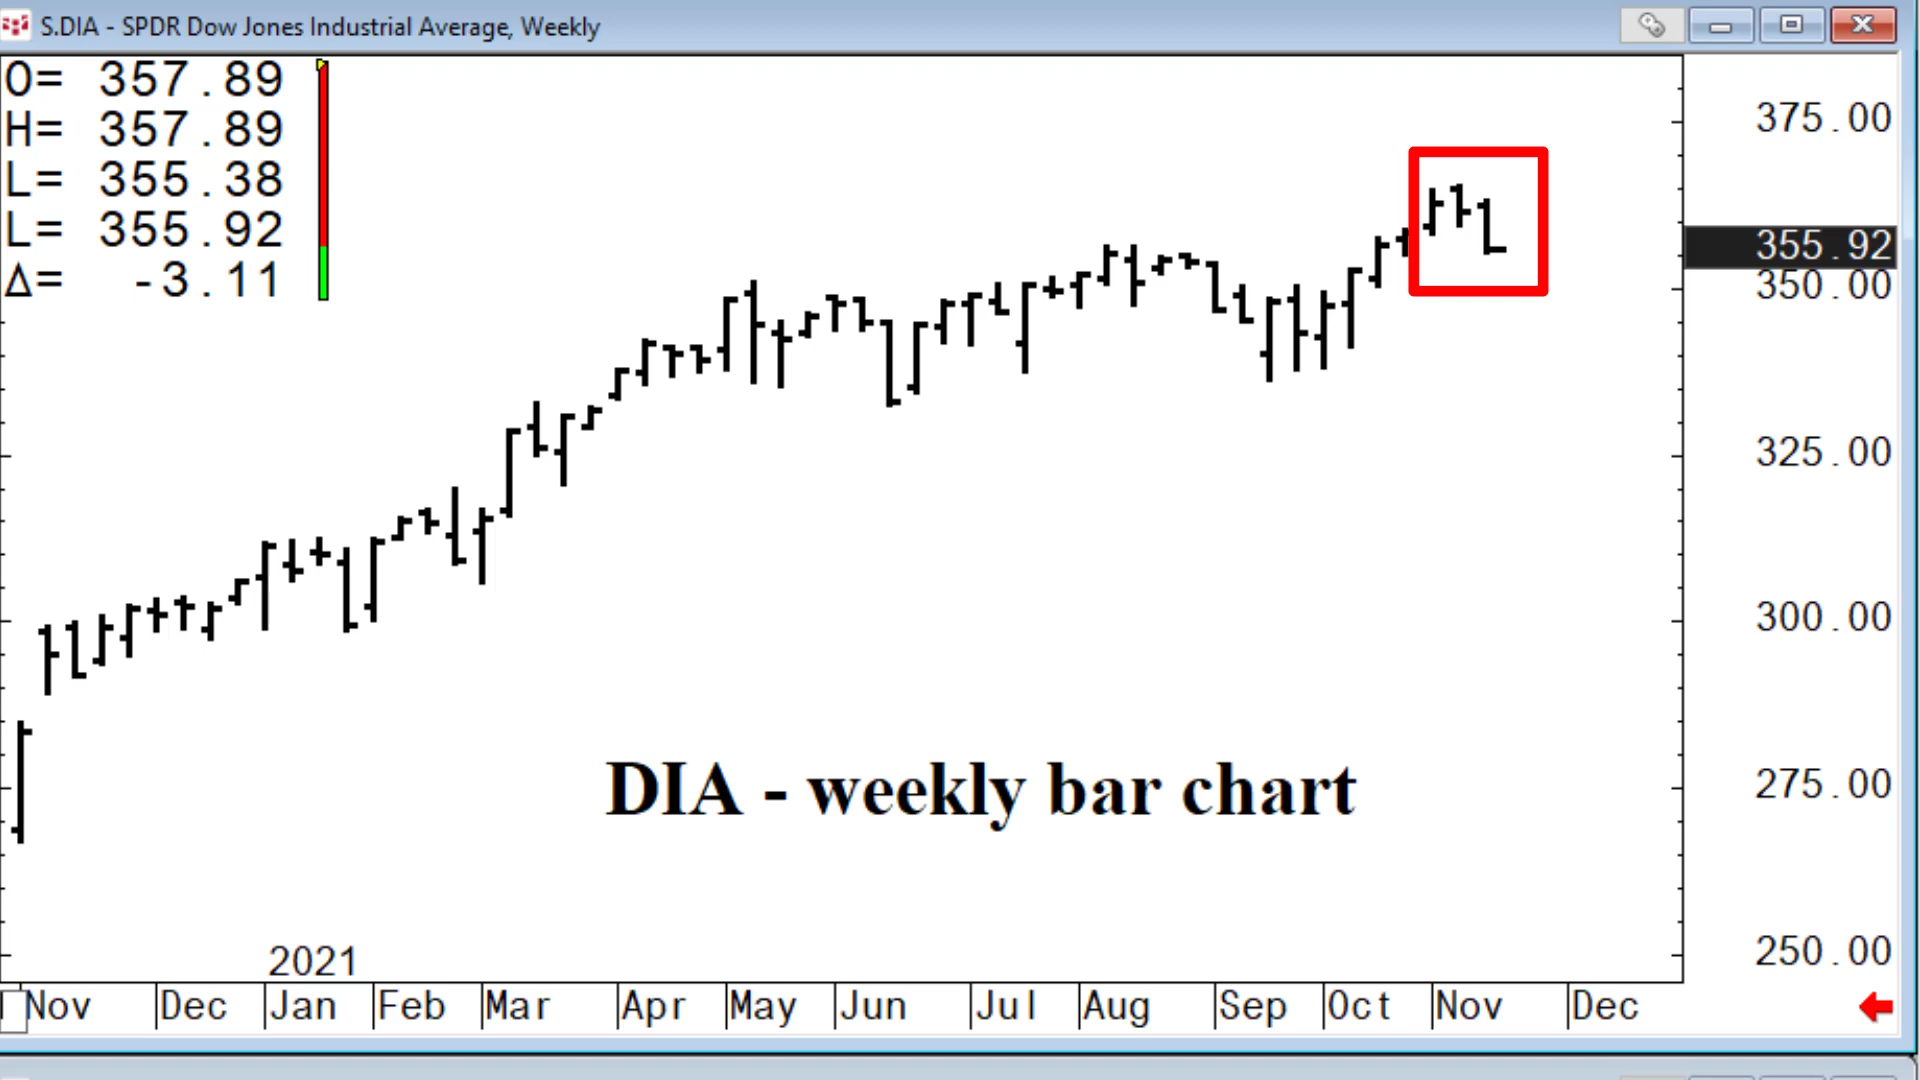 S.DIA - SPDR Dow Jones Industrial Average, Weekly
O= 357.89
H= 357.89
L= 355.38
L= 355.92
Δ= -3.11
375.00
355.92
350.00
325.00
300.00
275.00
250.00
DIA - weekly bar chart
2021
Nov Dec Jan Feb Mar Apr May Jun Jul Aug Sep Oct Nov Dec